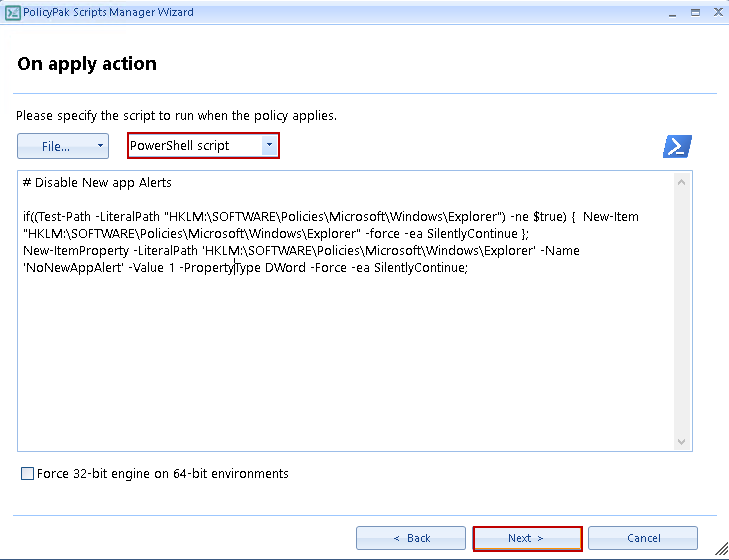 PolicyPak Scripts Manager Wizard
On apply action
Please specify the script to run when the policy applies.
File...
PowerShell script
# Disable New app Alerts
if((Test-Path -LiteralPath "HKLM:\SOFTWARE\Policies\Microsoft\Windows\Explorer") -ne $true) {  New-Item
"HKLM:\SOFTWARE\Policies\Microsoft\Windows\Explorer" -force -ea SilentlyContinue };
New-ItemProperty -LiteralPath 'HKLM:\SOFTWARE\Policies\Microsoft\Windows\Explorer' -Name
'NoNewAppAlert' -Value 1 -PropertyType DWord -Force -ea SilentlyContinue;
Force 32-bit engine on 64-bit environments
< Back
Next >
Cancel